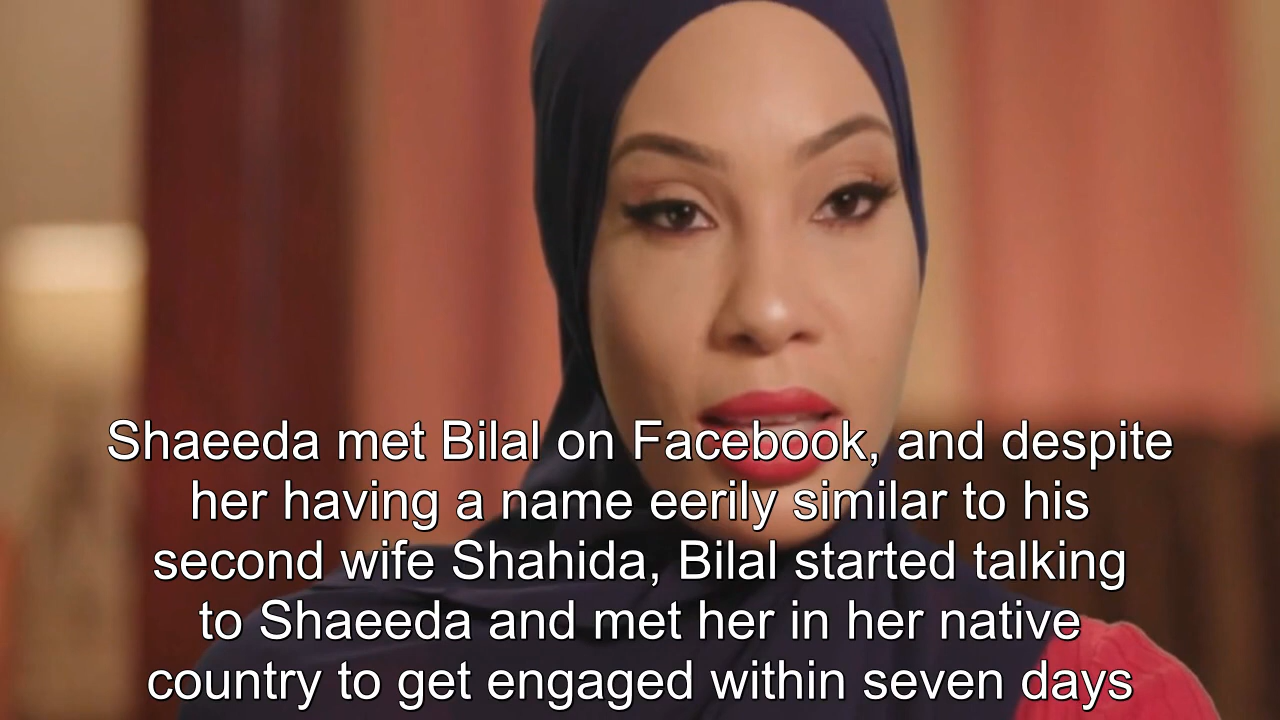 Shaeeda met Bilal on Facebook, and despite
her having a name eerily similar to his
second wife Shahida, Bilal started talking
to Shaeeda and met her in her native
country to get engaged within seven days